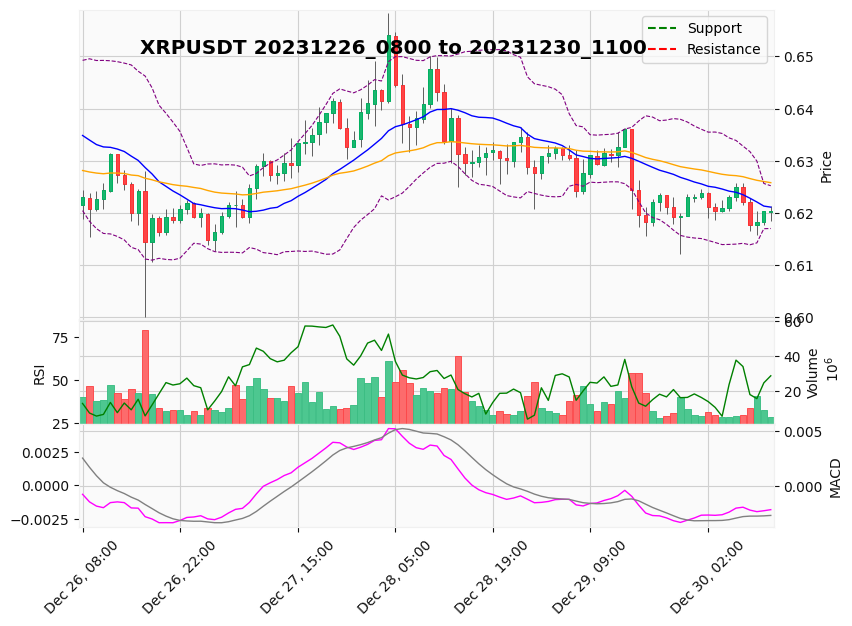 XRPUSDT 20231226_0800 to 20231230_1100
Support
Resistance
0.65
0.64
0.63
0.62
0.61
0.60
Price
75
50
25
RSI
60
40
20
Volume
10^6
0.0025
0.0000
−0.0025
0.005
0.000
MACD
Dec 26, 08:00
Dec 26, 22:00
Dec 27, 15:00
Dec 28, 05:00
Dec 28, 19:00
Dec 29, 09:00
Dec 30, 02:00